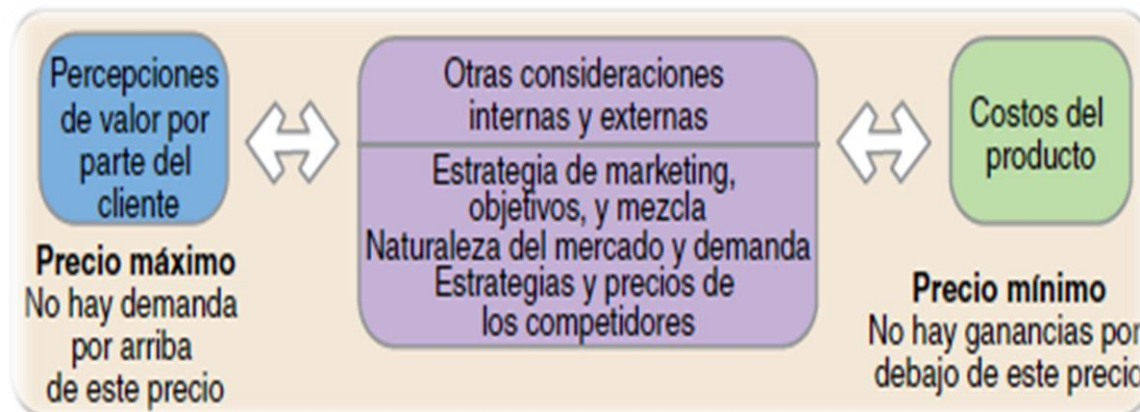 Percepciones
de valor por
parte del
cliente
Precio máximo
No hay demanda
por arriba
de este precio
Otras consideraciones
internas y externas
Estrategia de marketing,
objetivos, y mezcla
Naturaleza del mercado y demanda
Estrategias y precios de
los competidores
Costos del
producto
Precio mínimo
No hay ganancias por
debajo de este precio